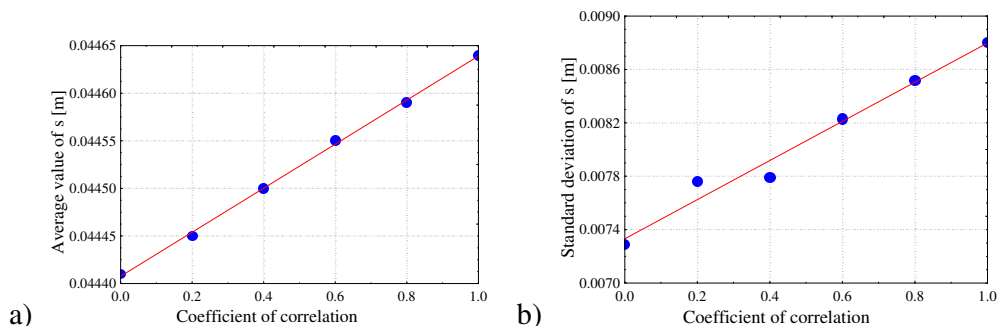 a)
Average value of s [m]
0.04465
0.04460
0.04455
0.04450
0.04445
0.04440
0.0 0.2 0.4 0.6 0.8 1.0
Coefficient of correlation
b)
Standard deviation of s [m]
0.0090
0.0086
0.0082
0.0078
0.0074
0.0070
0.0 0.2 0.4 0.6 0.8 1.0
Coefficient of correlation